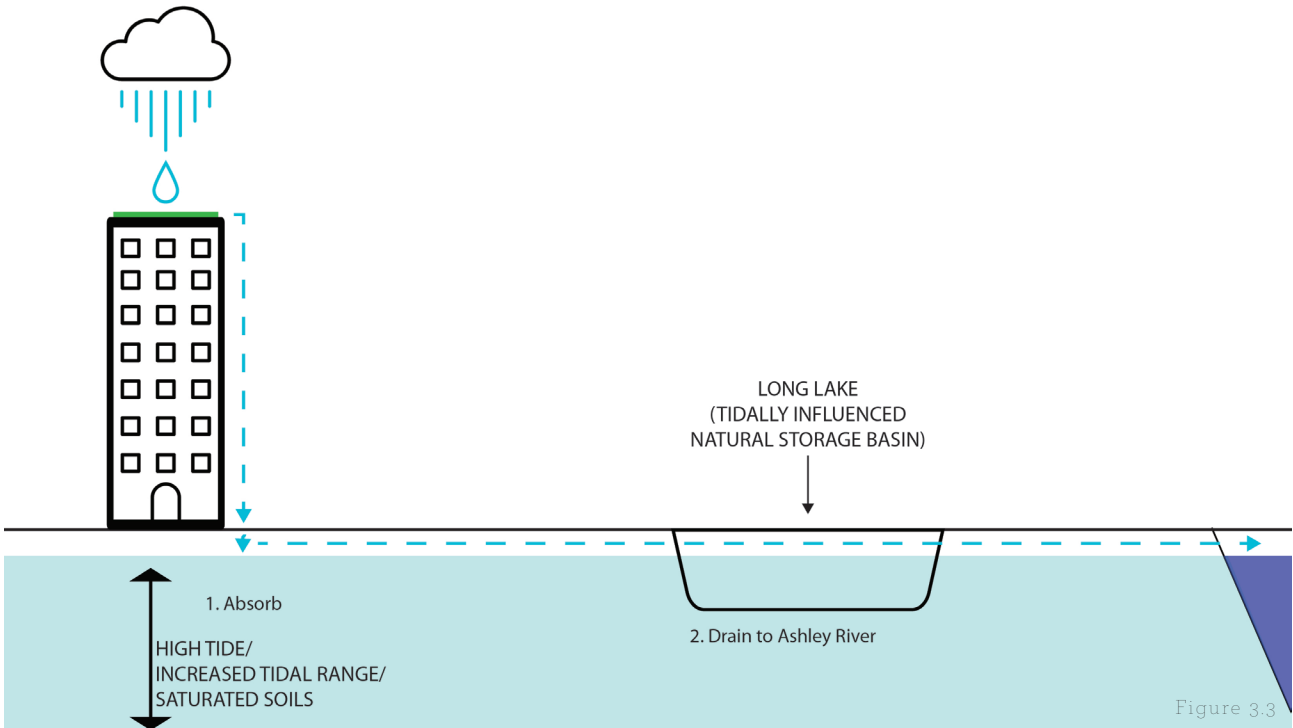 LONG LAKE
(TIDALLY INFLUENCED
NATURAL STORAGE BASIN)
1. Absorb
HIGH TIDE/
INCREASED TIDAL RANGE/
SATURATED SOILS
2. Drain to Ashley River
Figure 3.3